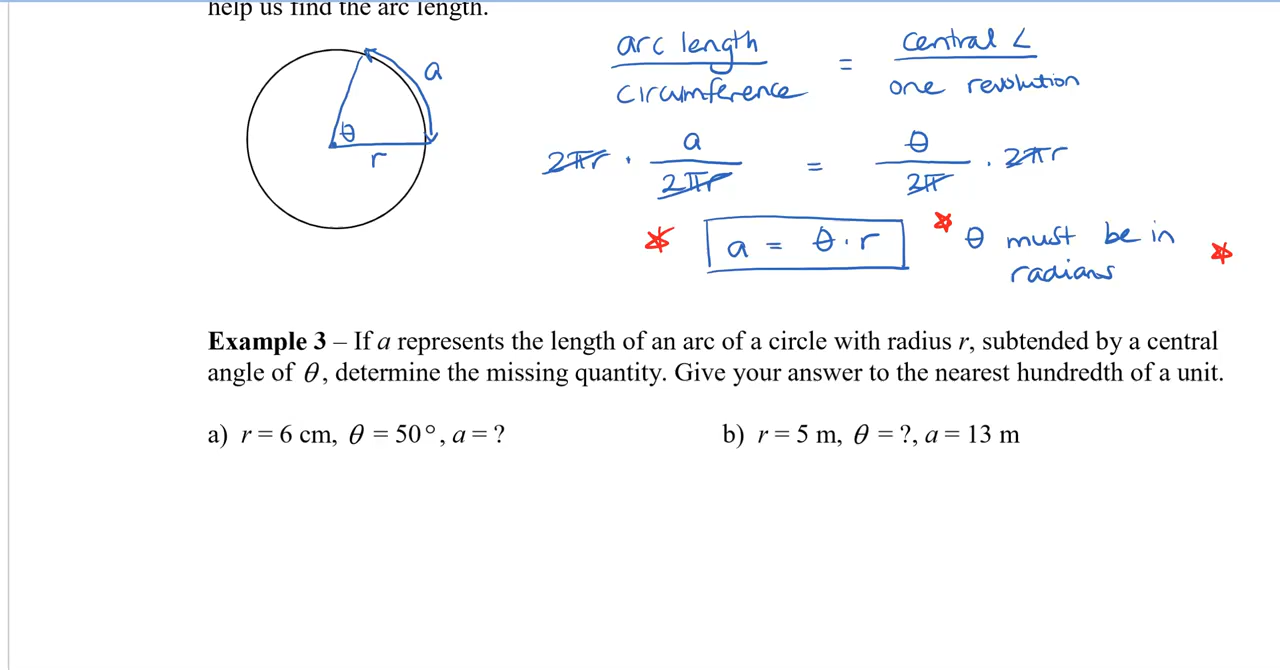 help us find the arc length.
arc length / circumference = central ∠ / one revolution
θ
a
r
2πr · a / 2πr = θ / 2π · 2πr
* a = θ · r * θ must be in radians *
Example 3 – If a represents the length of an arc of a circle with radius r, subtended by a central
angle of θ, determine the missing quantity. Give your answer to the nearest hundredth of a unit.
a) r = 6 cm, θ = 50°, a = ?
b) r = 5 m, θ = ?, a = 13 m